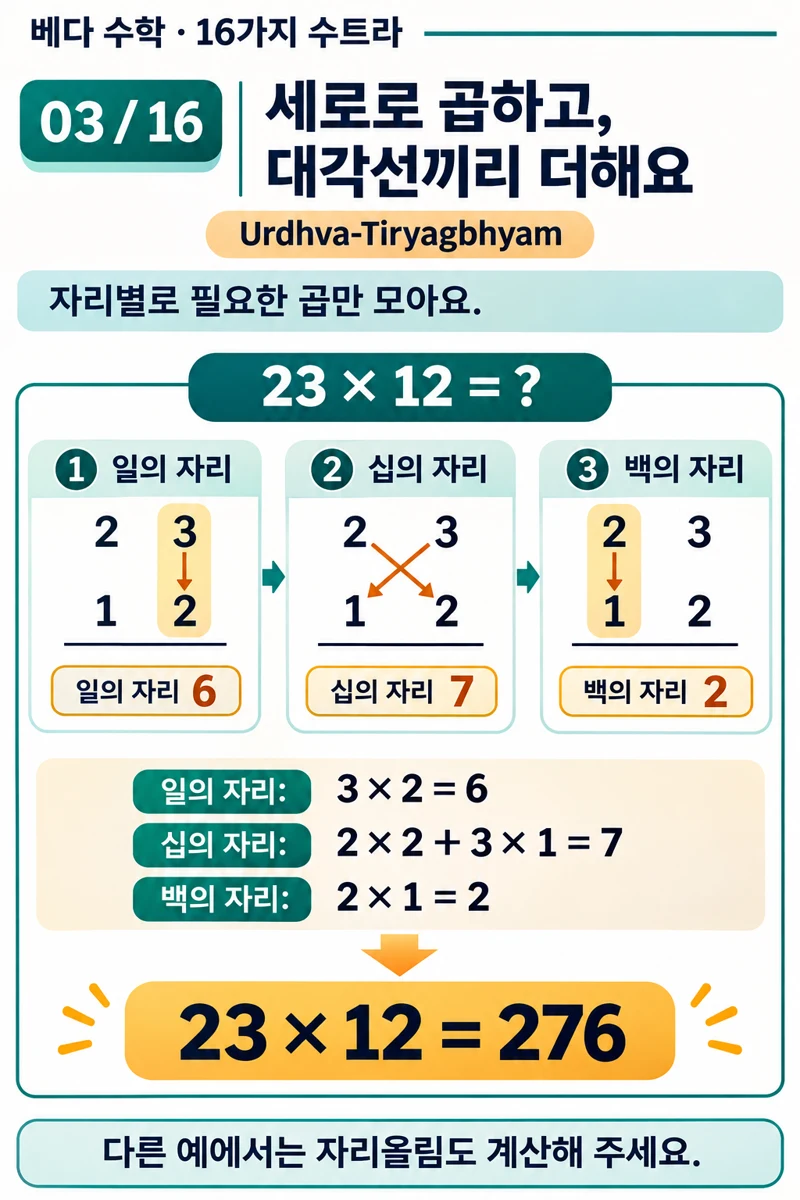 베다 수학 · 16가지 수트라
03 / 16
세로로 곱하고,
대각선끼리 더해요
Urdhva-Tiryagbhyam
자리별로 필요한 곱만 모아요.
23 × 12 = ?
1 일의 자리
2 3
1 2
일의 자리 6
2 십의 자리
2 3
1 2
십의 자리 7
3 백의 자리
2 3
1 2
백의 자리 2
일의 자리: 3 × 2 = 6
십의 자리: 2 × 2 + 3 × 1 = 7
백의 자리: 2 × 1 = 2
23 × 12 = 276
다른 예에서는 자리올림도 계산해 주세요.